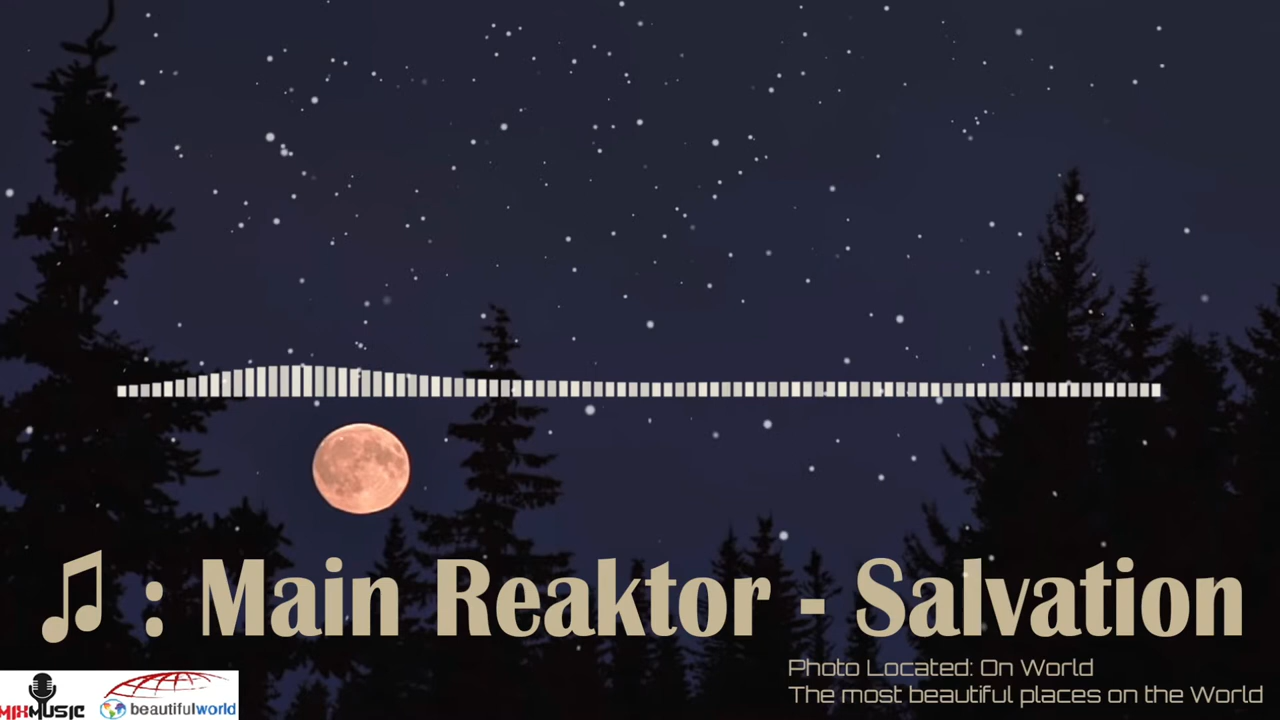 ♫ : Main Reaktor - Salvation
Photo Located: On World
The most beautiful places on the World
MIXMUSIC
beautifulworld